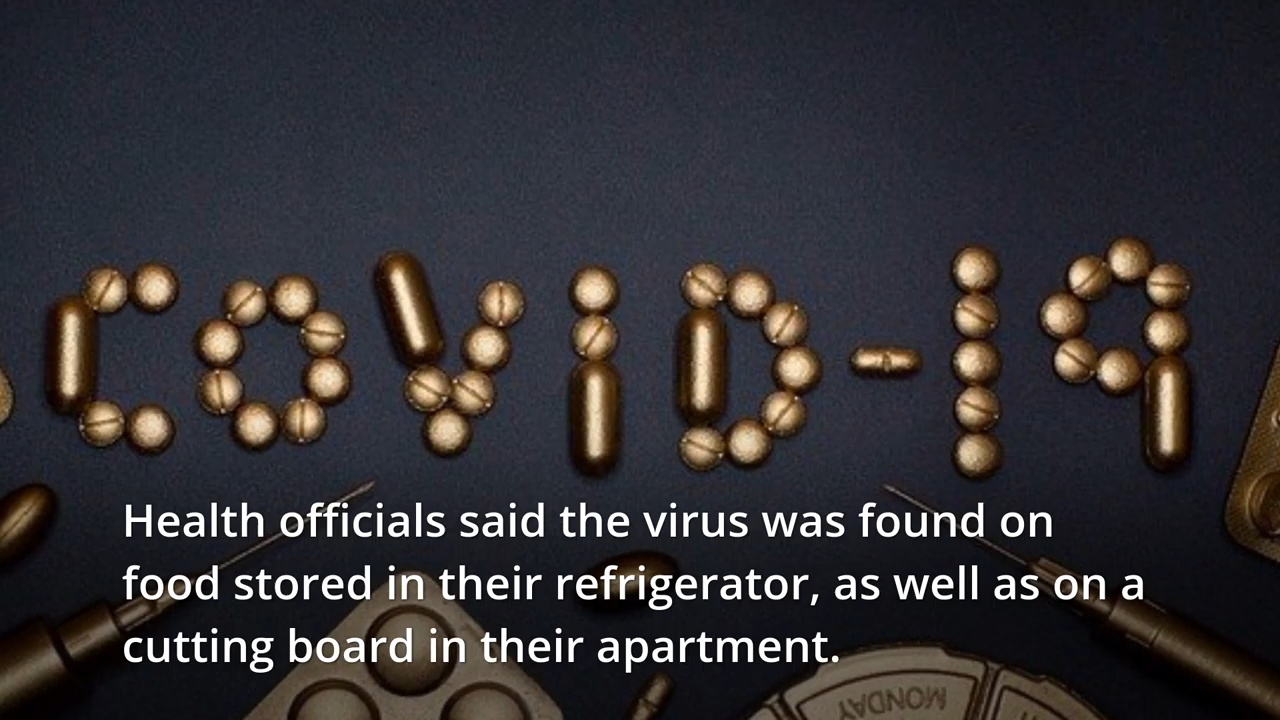 COVID-19
Health officials said the virus was found on
food stored in their refrigerator, as well as on a
cutting board in their apartment.
MONDAY